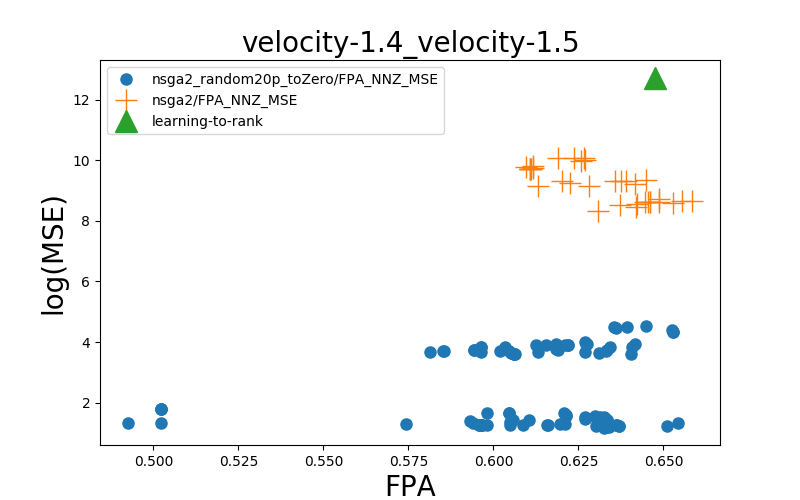 velocity-1.4_velocity-1.5
nsga2_random20p_toZero/FPA_NNZ_MSE
nsga2/FPA_NNZ_MSE
learning-to-rank
log(MSE)
12
10
8
6
4
2
0.500 0.525 0.550 0.575 0.600 0.625 0.650
FPA